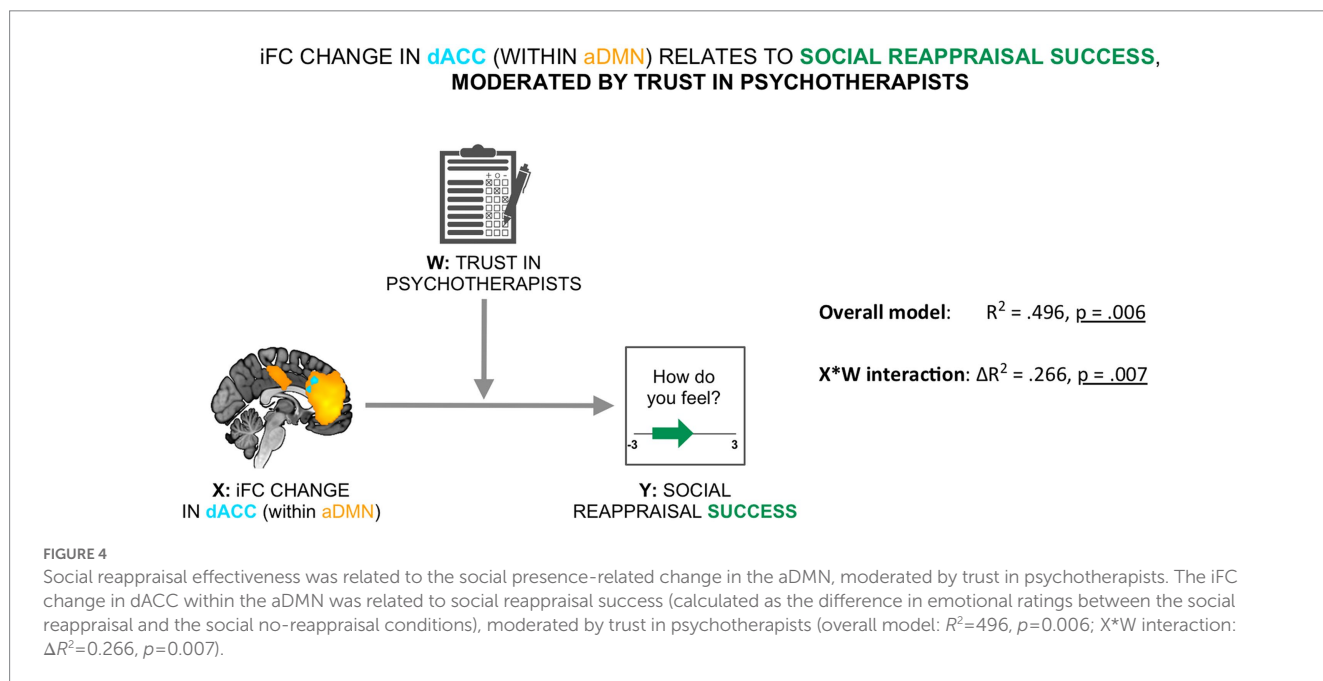 iFC CHANGE IN dACC (WITHIN aDMN) RELATES TO SOCIAL REAPPRAISAL SUCCESS,
MODERATED BY TRUST IN PSYCHOTHERAPISTS
+ o -
W: TRUST IN
PSYCHOTHERAPISTS
Overall model: R² = .496, p = .006
X*W interaction: ΔR² = .266, p = .007
How do
you feel?
-3 3
X: iFC CHANGE
IN dACC (within aDMN)
Y: SOCIAL
REAPPRAISAL SUCCESS
FIGURE 4
Social reappraisal effectiveness was related to the social presence-related change in the aDMN, moderated by trust in psychotherapists. The iFC
change in dACC within the aDMN was related to social reappraisal success (calculated as the difference in emotional ratings between the social
reappraisal and the social no-reappraisal conditions), moderated by trust in psychotherapists (overall model: R²=496, p=0.006; X*W interaction:
ΔR²=0.266, p=0.007).